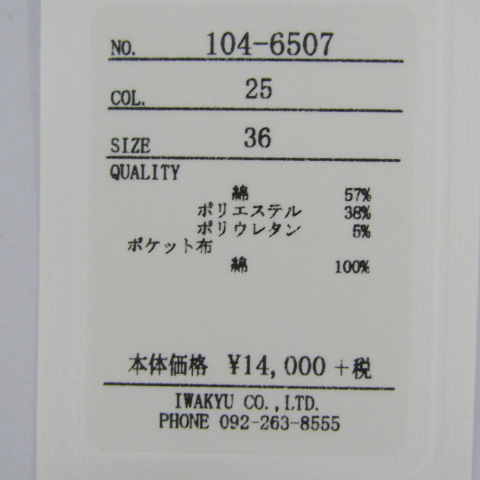 NO. 104-6507
COL. 25
SIZE 36
QUALITY
綿 57%
ポリエステル 38%
ポリウレタン 5%
ポケット布
綿 100%
本体価格 ¥14,000 +税
IWAKYU CO.,LTD.
PHONE 092-263-8555